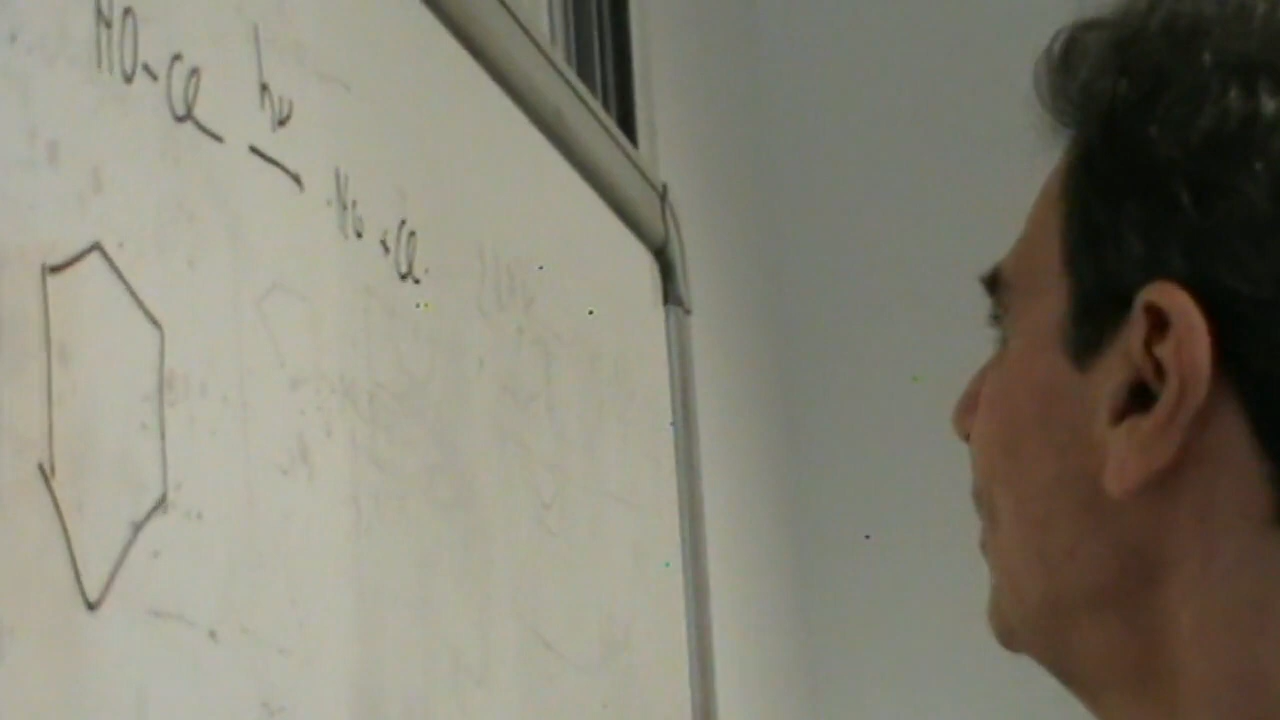 HO-Cl hν → ·HO + Cl·